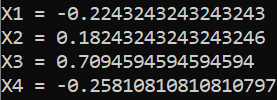 X1 = -0.2243243243243243
X2 = 0.18243243243243246
X3 = 0.7094594594594594
X4 = -0.25810810810810797